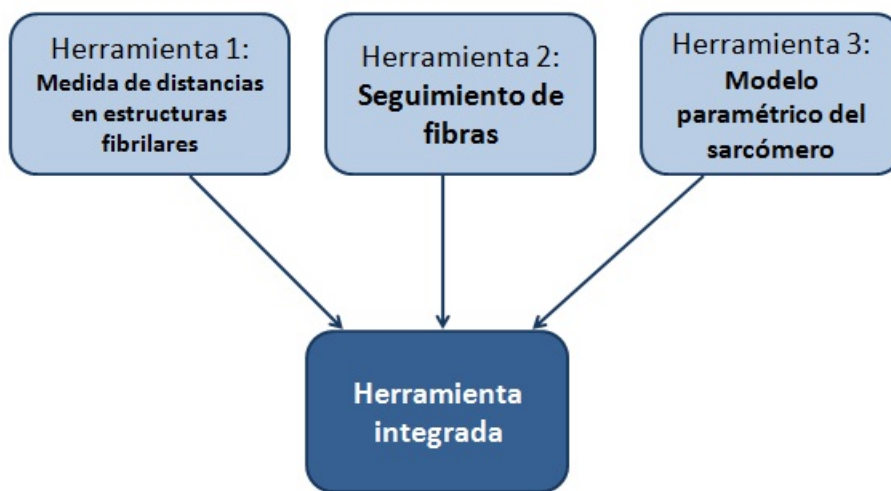 Herramienta 1:
Medida de distancias
en estructuras
fibrilares
Herramienta 2:
Seguimiento de
fibras
Herramienta 3:
Modelo
paramétrico del
sarcómero
Herramienta
integrada